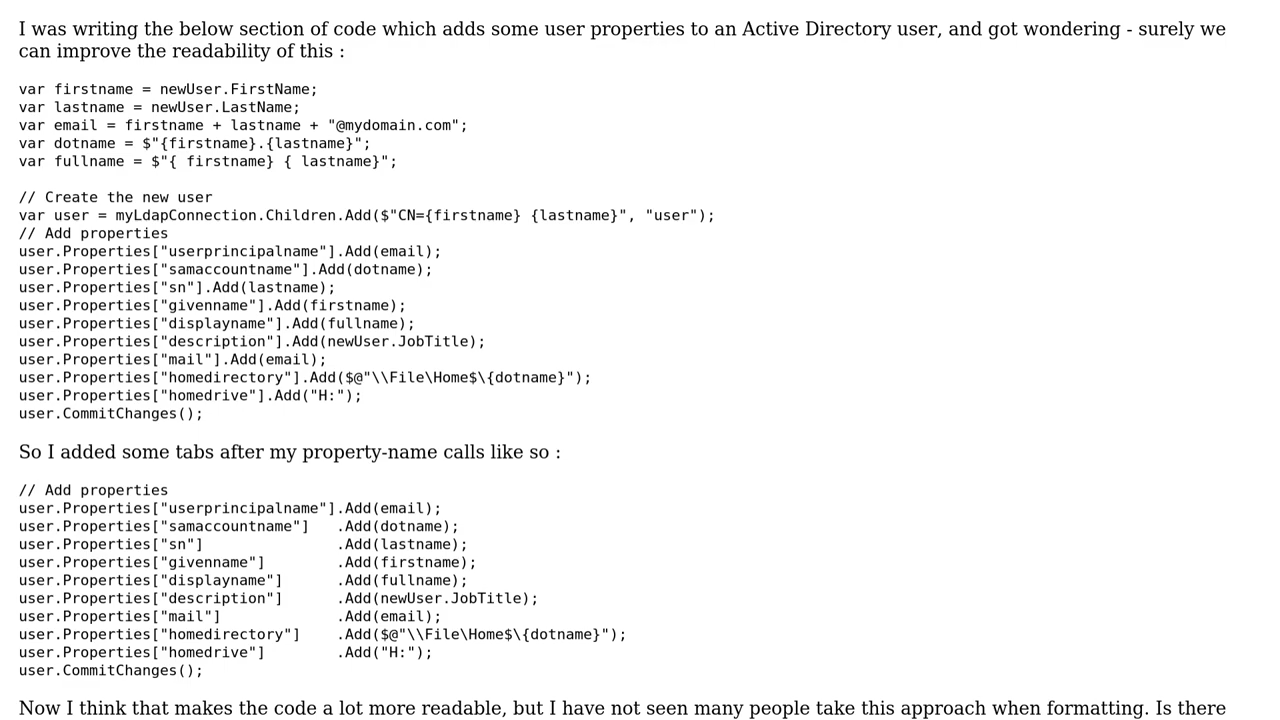 I was writing the below section of code which adds some user properties to an Active Directory user, and got wondering - surely we
can improve the readability of this :
var firstname = newUser.FirstName;
var lastname = newUser.LastName;
var email = firstname + lastname + "@mydomain.com";
var dotname = $"{firstname}.{lastname}";
var fullname = $"{ firstname} { lastname}";
// Create the new user
var user = myLdapConnection.Children.Add($"CN={firstname} {lastname}", "user");
// Add properties
user.Properties["userprincipalname"].Add(email);
user.Properties["samaccountname"].Add(dotname);
user.Properties["sn"].Add(lastname);
user.Properties["givenname"].Add(firstname);
user.Properties["displayname"].Add(fullname);
user.Properties["description"].Add(newUser.JobTitle);
user.Properties["mail"].Add(email);
user.Properties["homedirectory"].Add($@"\\File\Home$\{dotname}");
user.Properties["homedrive"].Add("H:");
user.CommitChanges();
So I added some tabs after my property-name calls like so :
// Add properties
user.Properties["userprincipalname"].Add(email);
user.Properties["samaccountname"]   .Add(dotname);
user.Properties["sn"]               .Add(lastname);
user.Properties["givenname"]        .Add(firstname);
user.Properties["displayname"]      .Add(fullname);
user.Properties["description"]      .Add(newUser.JobTitle);
user.Properties["mail"]             .Add(email);
user.Properties["homedirectory"]    .Add($@"\\File\Home$\{dotname}");
user.Properties["homedrive"]        .Add("H:");
user.CommitChanges();
Now I think that makes the code a lot more readable, but I have not seen many people take this approach when formatting. Is there